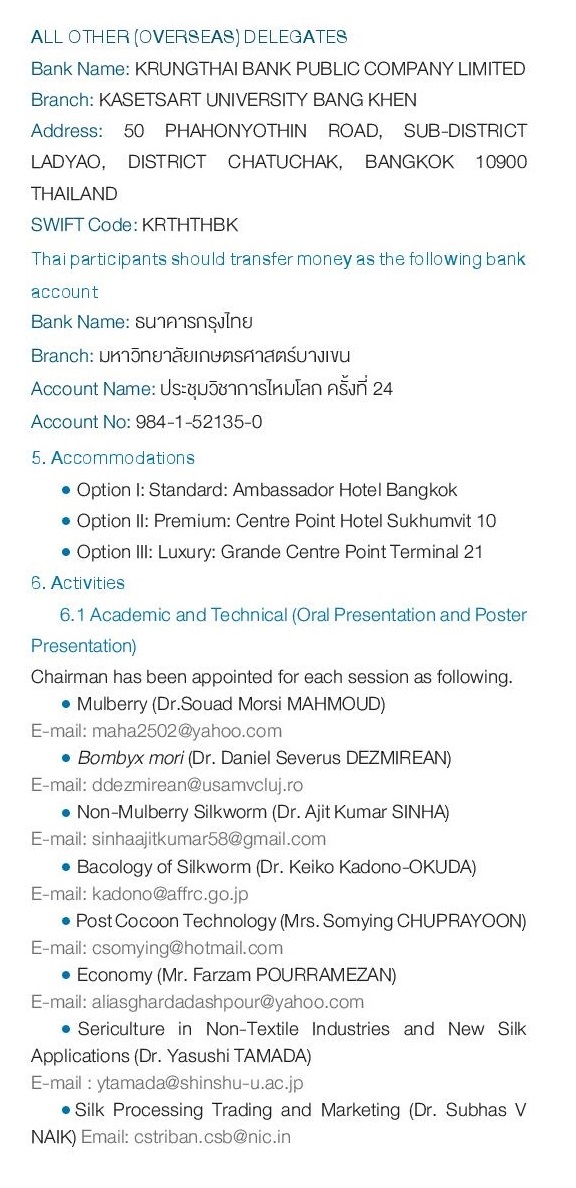 ALL OTHER (OVERSEAS) DELEGATES
Bank Name: KRUNGTHAI BANK PUBLIC COMPANY LIMITED
Branch: KASETSART UNIVERSITY BANG KHEN
Address: 50 PHAHONYOTHIN ROAD, SUB-DISTRICT
LADYAO, DISTRICT CHATUCHAK, BANGKOK 10900
THAILAND
SWIFT Code: KRTHTHBK
Thai participants should transfer money as the following bank
account
Bank Name: ธนาคารกรุงไทย
Branch: มหาวิทยาลัยเกษตรศาสตร์บางเขน
Account Name: ประชุมวิชาการไหมโลก ครั้งที่ 24
Account No: 984-1-52135-0
5. Accommodations
• Option I: Standard: Ambassador Hotel Bangkok
• Option II: Premium: Centre Point Hotel Sukhumvit 10
• Option III: Luxury: Grande Centre Point Terminal 21
6. Activities
6.1 Academic and Technical (Oral Presentation and Poster
Presentation)
Chairman has been appointed for each session as following.
• Mulberry (Dr.Souad Morsi MAHMOUD)
E-mail: maha2502@yahoo.com
• Bombyx mori (Dr. Daniel Severus DEZMIREAN)
E-mail: ddezmirean@usamvcluj.ro
• Non-Mulberry Silkworm (Dr. Ajit Kumar SINHA)
E-mail: sinhaajitkumar58@gmail.com
• Bacology of Silkworm (Dr. Keiko Kadono-OKUDA)
E-mail: kadono@affrc.go.jp
• Post Cocoon Technology (Mrs. Somying CHUPRAYOON)
E-mail: csomying@hotmail.com
• Economy (Mr. Farzam POURRAMEZAN)
E-mail: aliasghardadashpour@yahoo.com
• Sericulture in Non-Textile Industries and New Silk
Applications (Dr. Yasushi TAMADA)
E-mail : ytamada@shinshu-u.ac.jp
• Silk Processing Trading and Marketing (Dr. Subhas V
NAIK) Email: cstriban.csb@nic.in